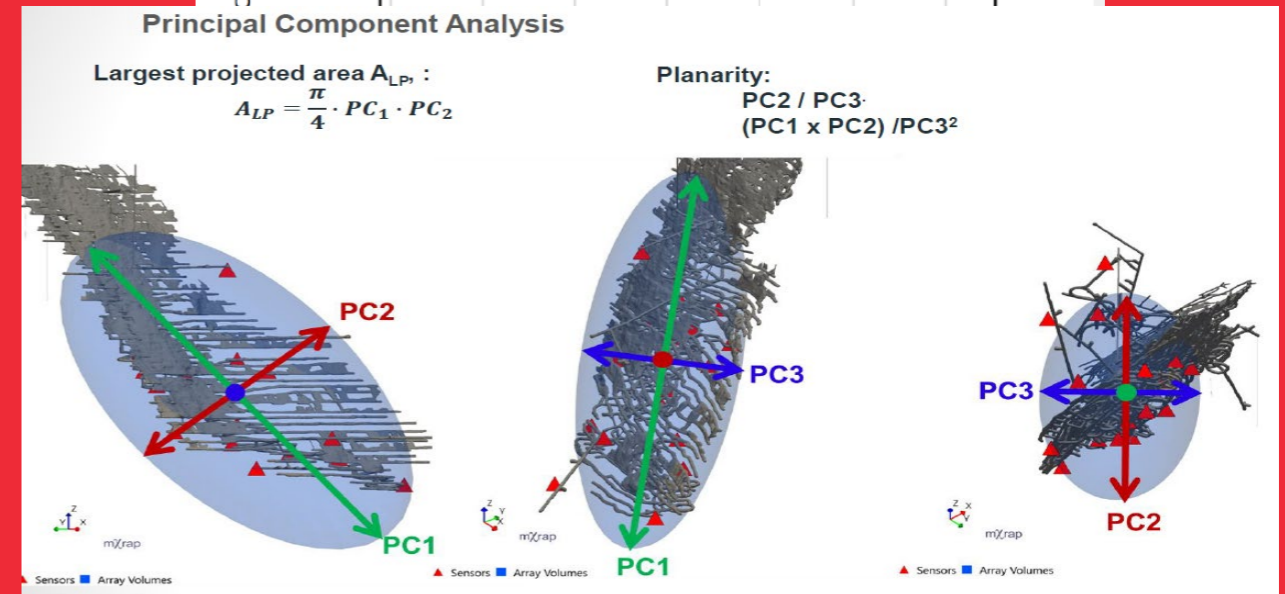 Principal Component Analysis
Largest projected area A_LP, :
A_LP = π/4 · PC₁ · PC₂
Planarity:
PC2 / PC3·
(PC1 x PC2) /PC3²
PC2
PC1
Z
Y X
mXrap
Sensors Array Volumes
PC3
PC1
Z
Y
X
mXrap
Sensors Array Volumes
PC3
PC2
Z
X
Y
mXrap
Sensors Array Volumes